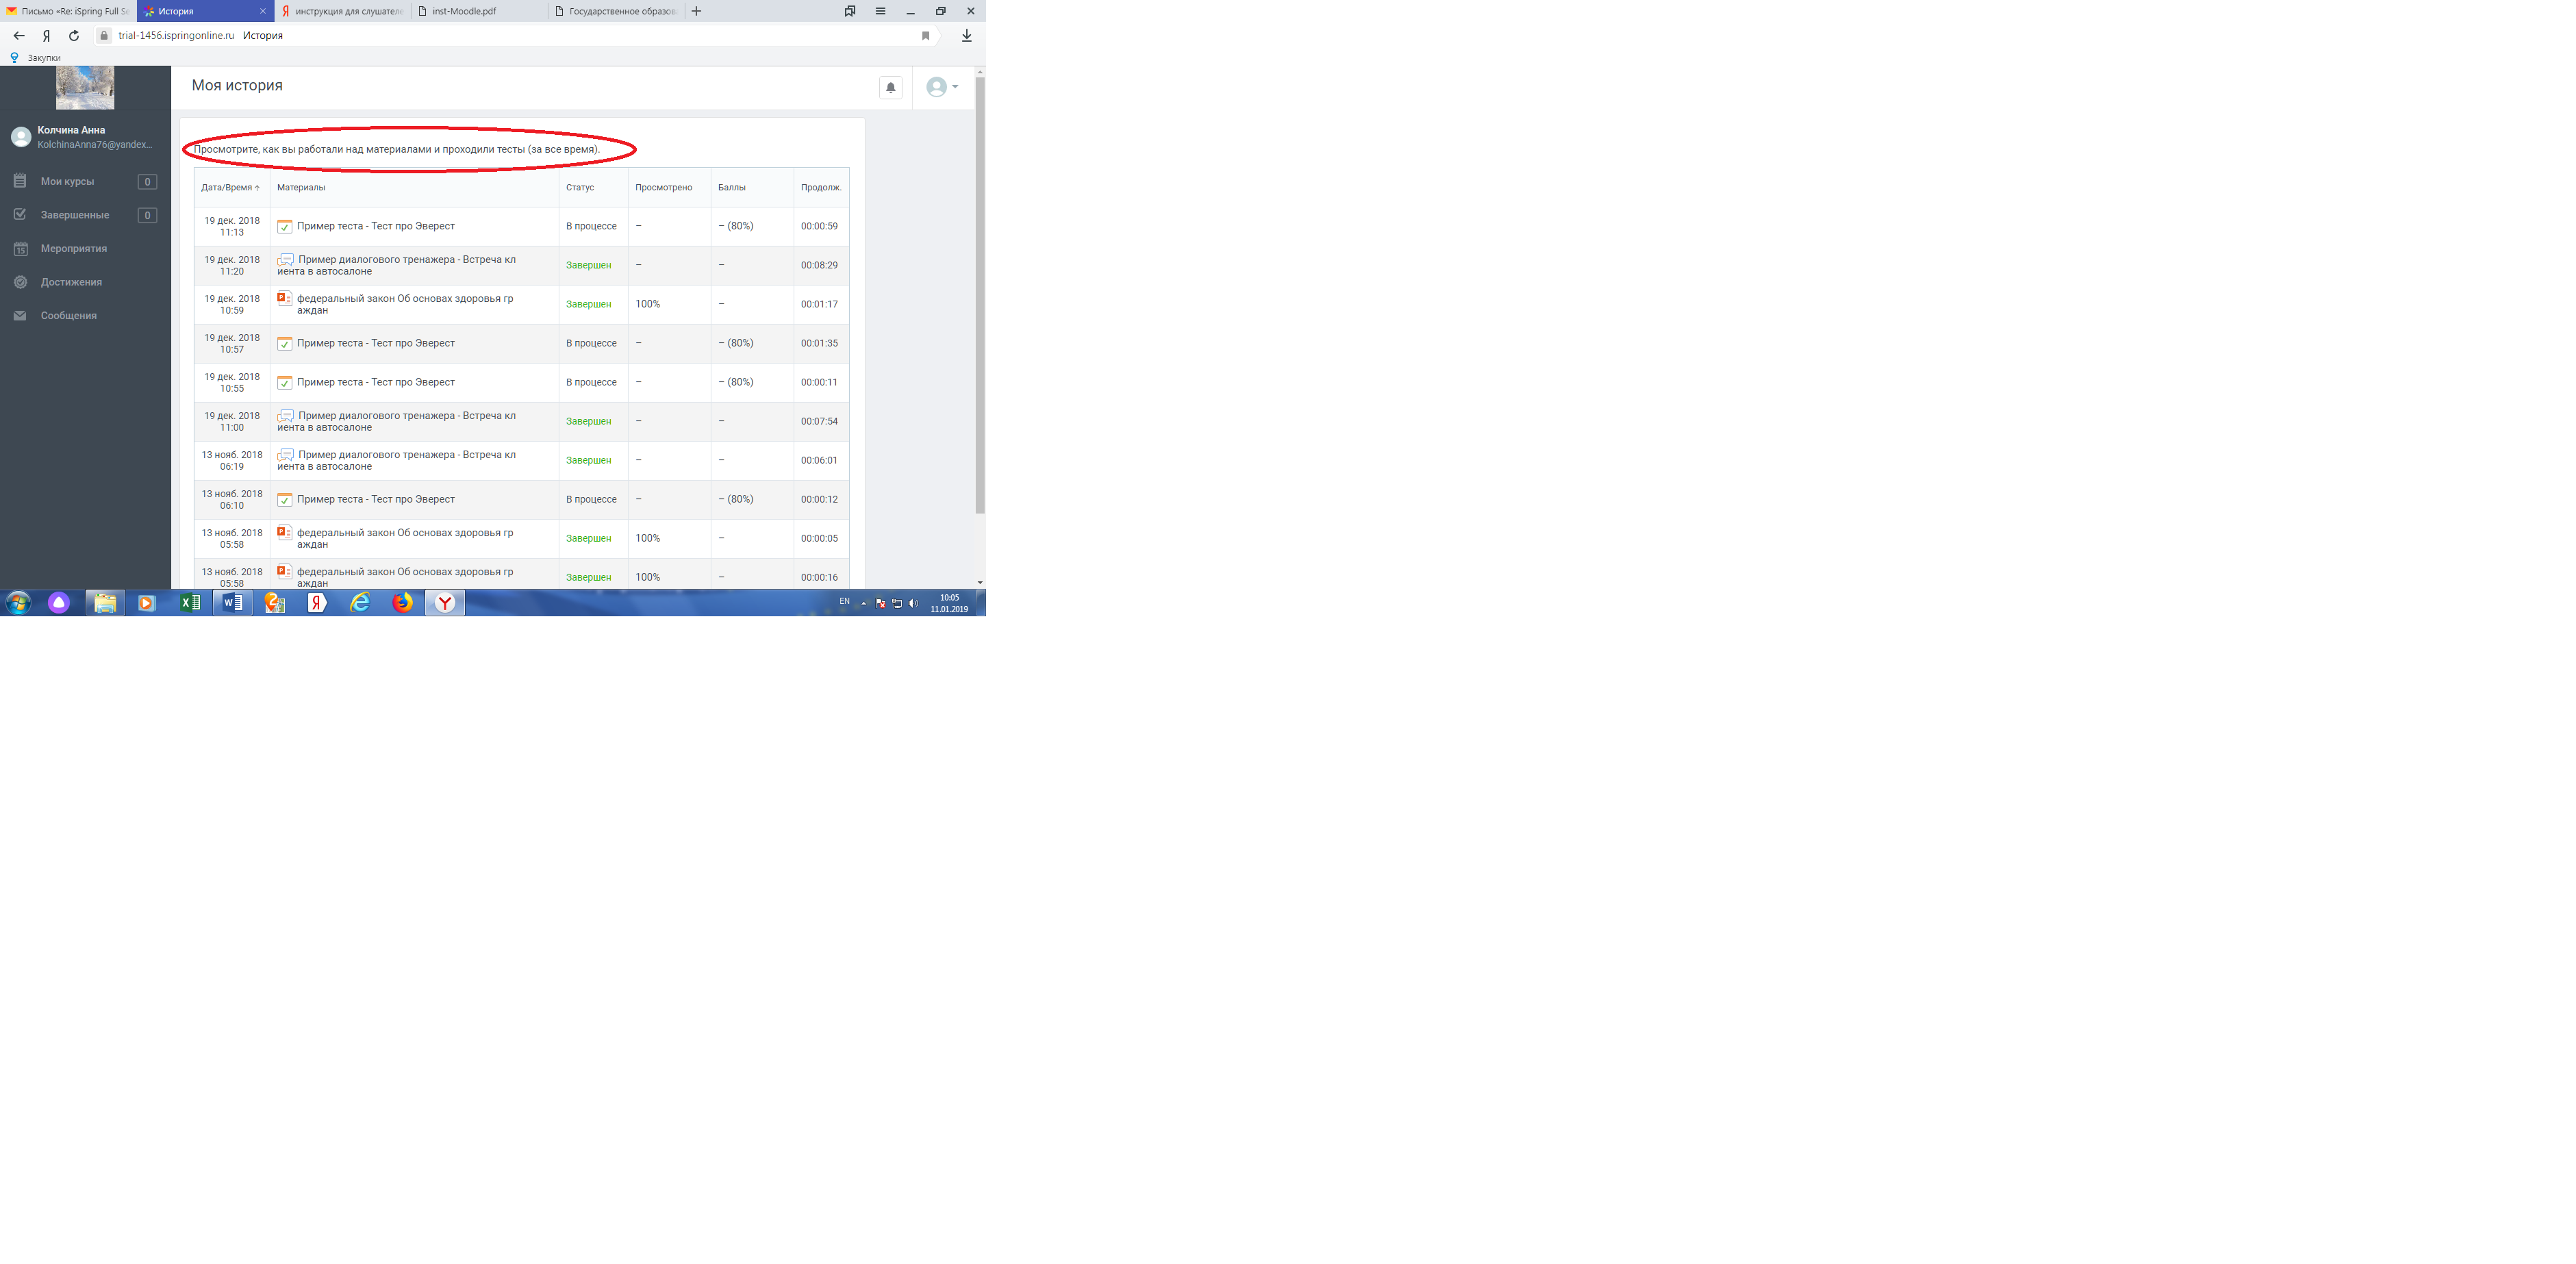 Письмо «Re: iSpring Full Se
История
инструкция для слушателе
inst-Moodle.pdf
Государственное образов
trial-1456.ispringonline.ru История
Закупки
Моя история
Колчина Анна
KolchinaAnna76@yandex...
Мои курсы 0
Завершенные 0
15 Мероприятия
Достижения
Сообщения
Просмотрите, как вы работали над материалами и проходили тесты (за все время).
Дата/Время Материалы Статус Просмотрено Баллы Продолж.
19 дек. 2018
11:13
Пример теста - Тест про Эверест В процессе – – (80%) 00:00:59
19 дек. 2018
11:20
Пример диалогового тренажера - Встреча кл
иента в автосалоне
Завершен – – 00:08:29
19 дек. 2018
10:59
федеральный закон Об основах здоровья гр
аждан
Завершен 100% – 00:01:17
19 дек. 2018
10:57
Пример теста - Тест про Эверест В процессе – – (80%) 00:01:35
19 дек. 2018
10:55
Пример теста - Тест про Эверест В процессе – – (80%) 00:00:11
19 дек. 2018
11:00
Пример диалогового тренажера - Встреча кл
иента в автосалоне
Завершен – – 00:07:54
13 нояб. 2018
06:19
Пример диалогового тренажера - Встреча кл
иента в автосалоне
Завершен – – 00:06:01
13 нояб. 2018
06:10
Пример теста - Тест про Эверест В процессе – – (80%) 00:00:12
13 нояб. 2018
05:58
федеральный закон Об основах здоровья гр
аждан
Завершен 100% – 00:00:05
13 нояб. 2018
05:58
федеральный закон Об основах здоровья гр
аждан
Завершен 100% – 00:00:16
EN
10:05
11.01.2019